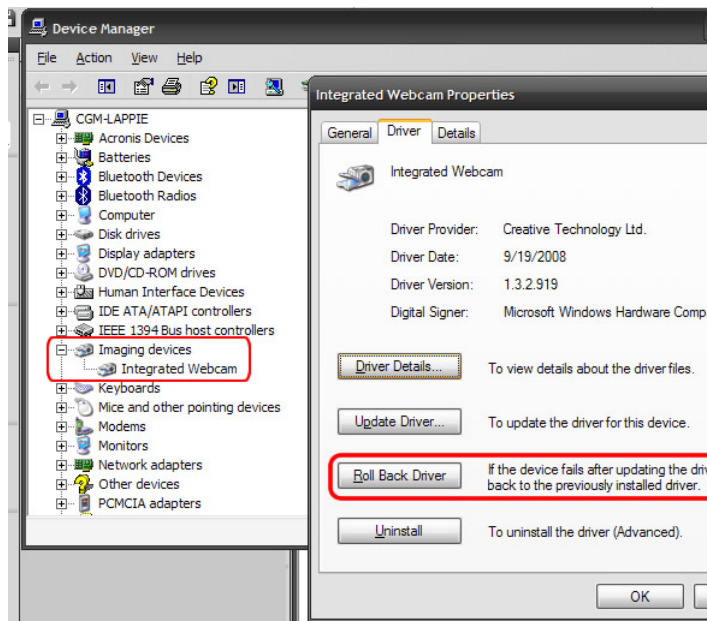 Device Manager
File Action View Help
CGM-LAPPIE
Acronis Devices
Batteries
Bluetooth Devices
Bluetooth Radios
Computer
Disk drives
Display adapters
DVD/CD-ROM drives
Human Interface Devices
IDE ATA/ATAPI controllers
IEEE 1394 Bus host controllers
Imaging devices
Integrated Webcam
Keyboards
Mice and other pointing devices
Modems
Monitors
Network adapters
Other devices
PCMCIA adapters
Integrated Webcam Properties
General Driver Details
Integrated Webcam
Driver Provider: Creative Technology Ltd.
Driver Date: 9/19/2008
Driver Version: 1.3.2.919
Digital Signer: Microsoft Windows Hardware Comp
Driver Details... To view details about the driver files.
Update Driver... To update the driver for this device.
Roll Back Driver If the device fails after updating the driv
back to the previously installed driver.
Uninstall To uninstall the driver (Advanced).
OK